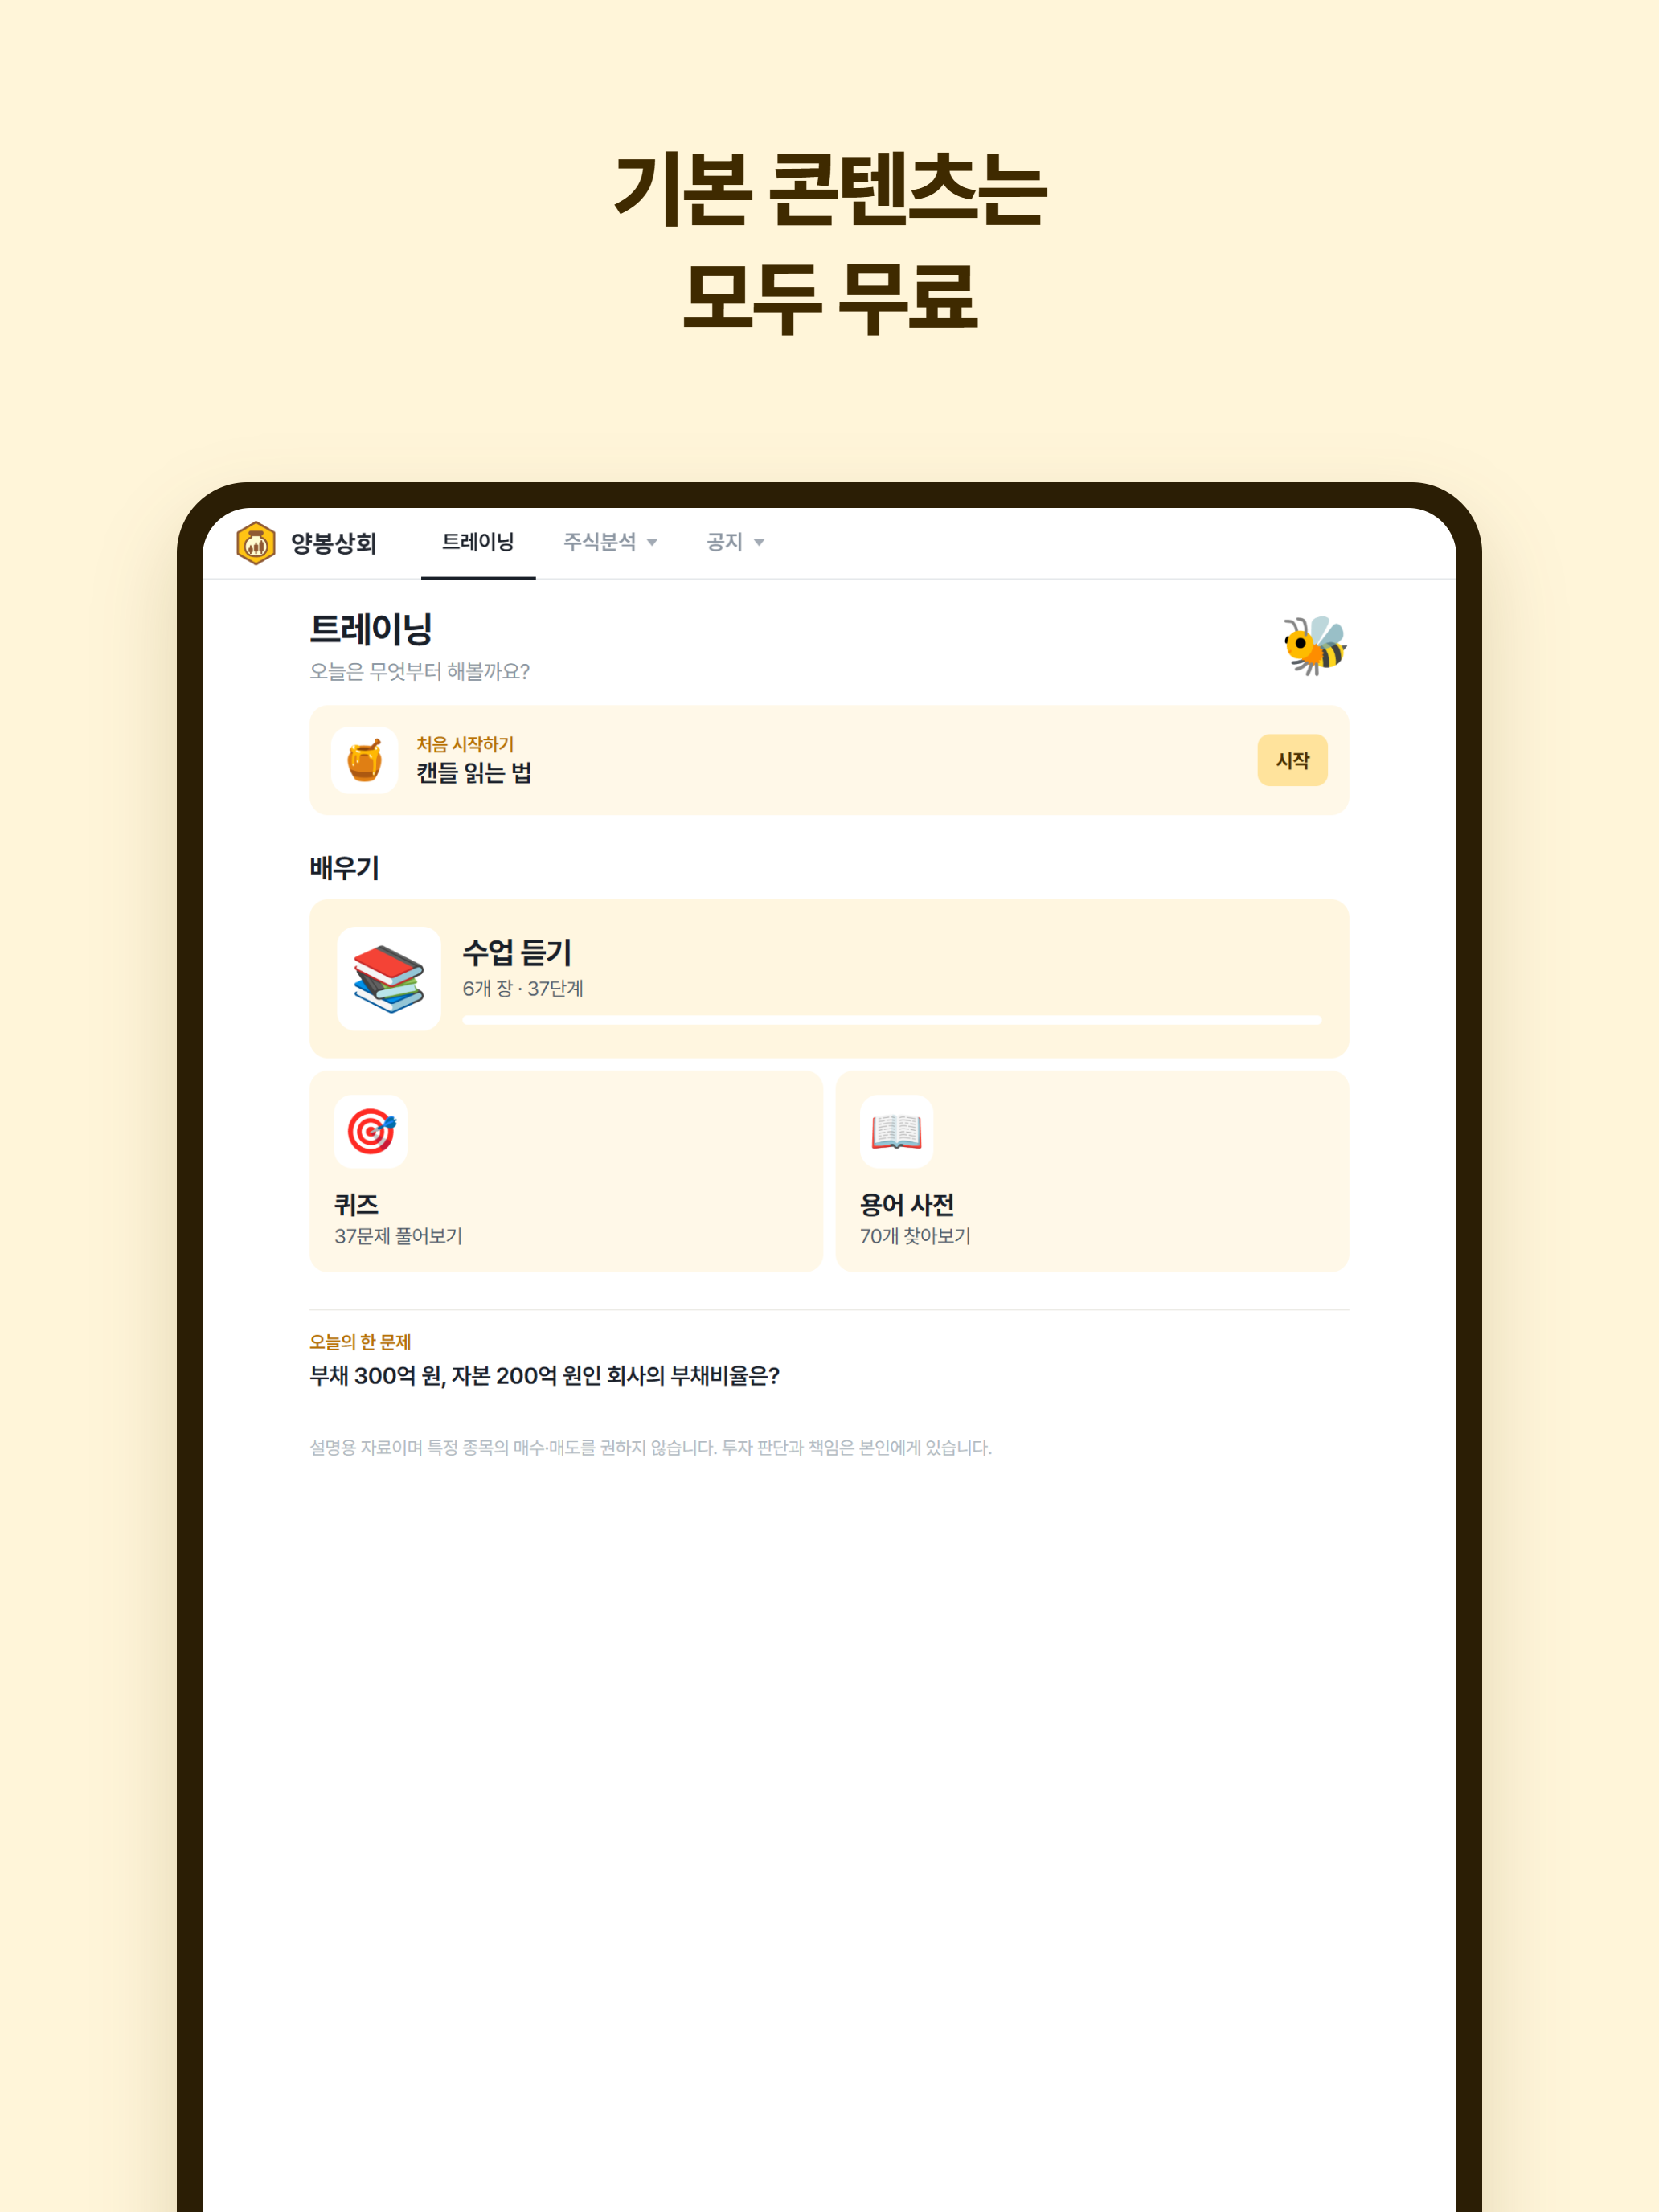 기본 콘텐츠는
모두 무료
양봉상회
트레이닝
주식분석
공지
트레이닝
오늘은 무엇부터 해볼까요?
처음 시작하기
캔들 읽는 법
시작
배우기
수업 듣기
6개 장 · 37단계
퀴즈
37문제 풀어보기
용어 사전
70개 찾아보기
오늘의 한 문제
부채 300억 원, 자본 200억 원인 회사의 부채비율은?
설명용 자료이며 특정 종목의 매수·매도를 권하지 않습니다. 투자 판단과 책임은 본인에게 있습니다.